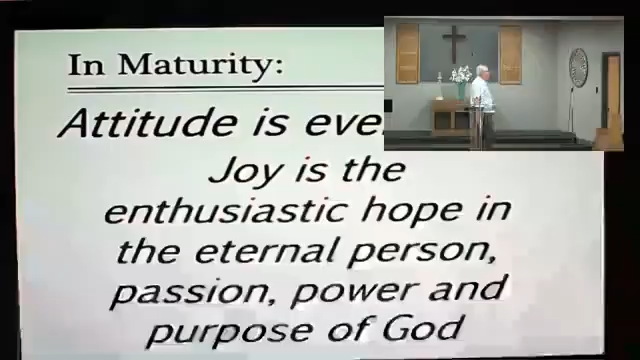 In Maturity:
Attitude is
Joy is the
enthusiastic hope in
the eternal person,
passion, power and
purpose of God